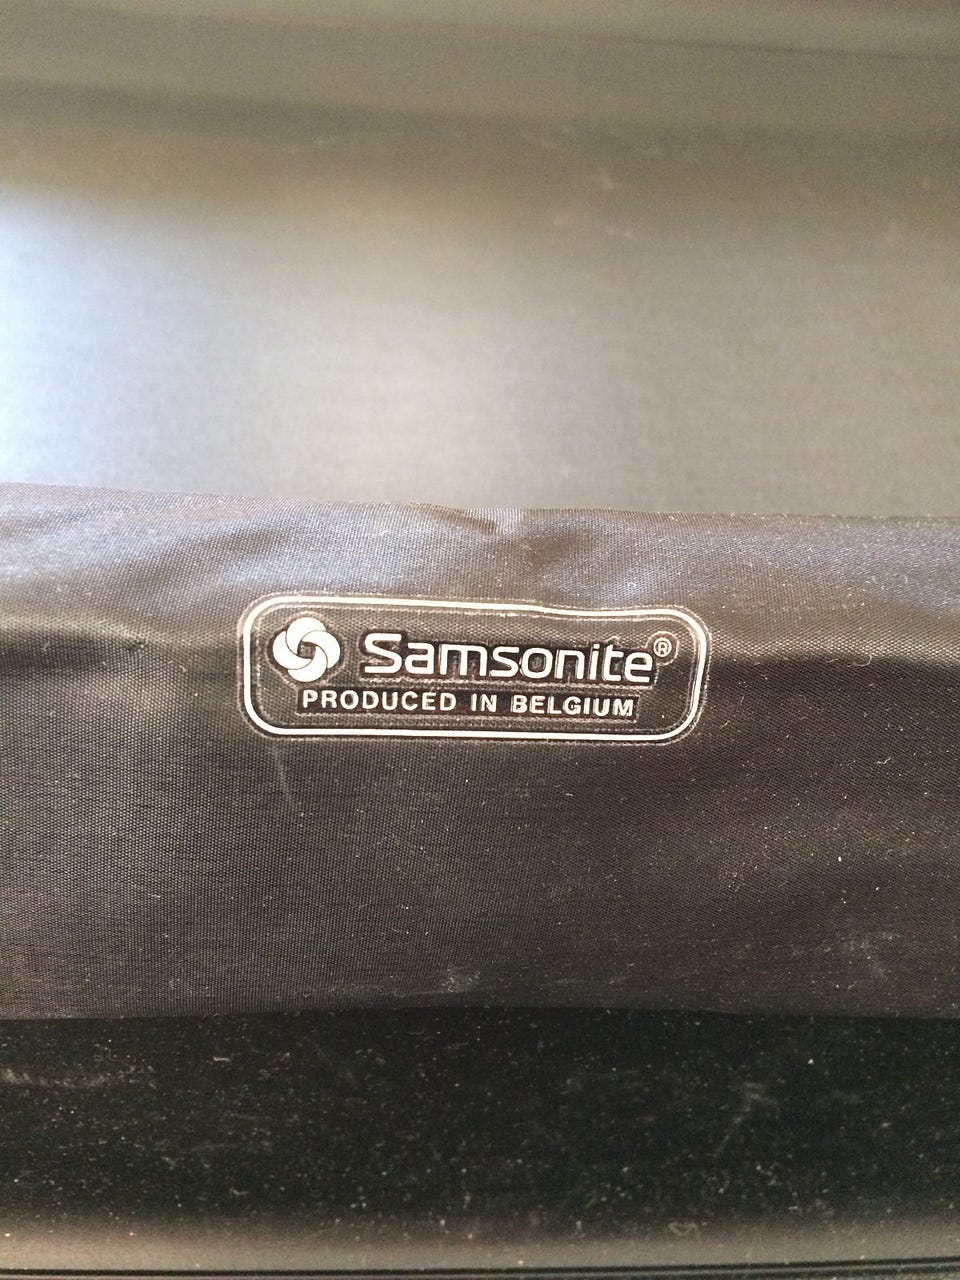 Samsonite®
PRODUCED IN BELGIUM